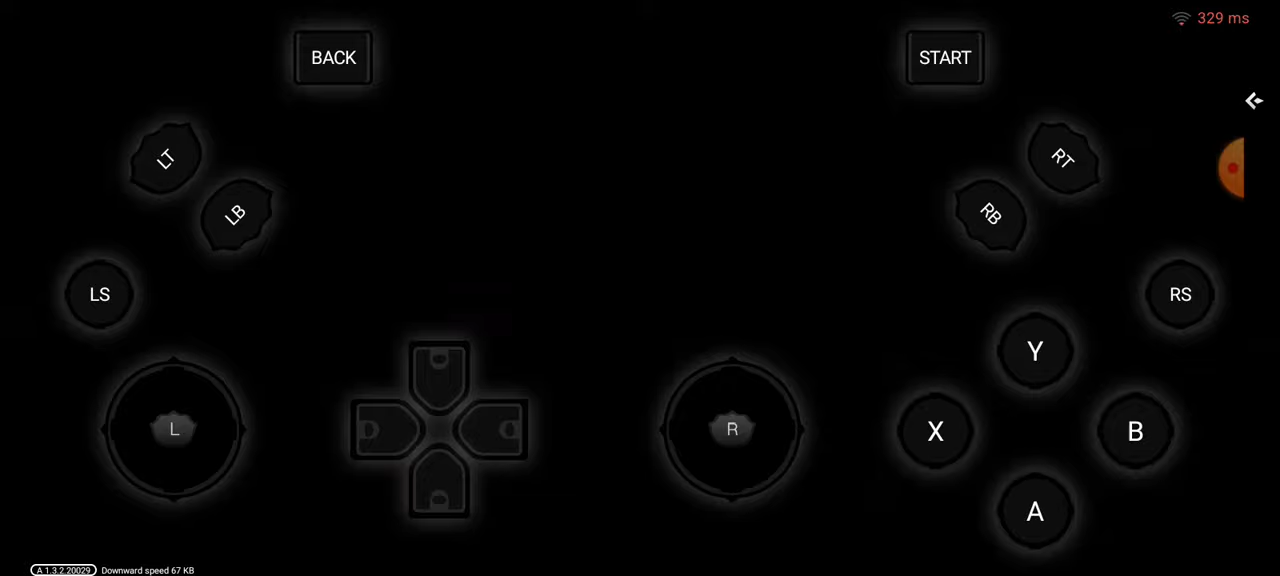 329 ms
BACK
START
LT
RT
LB
RB
LS
RS
Y
L
R
X
B
A
A 1.3.2.20029 Downward speed 67 KB